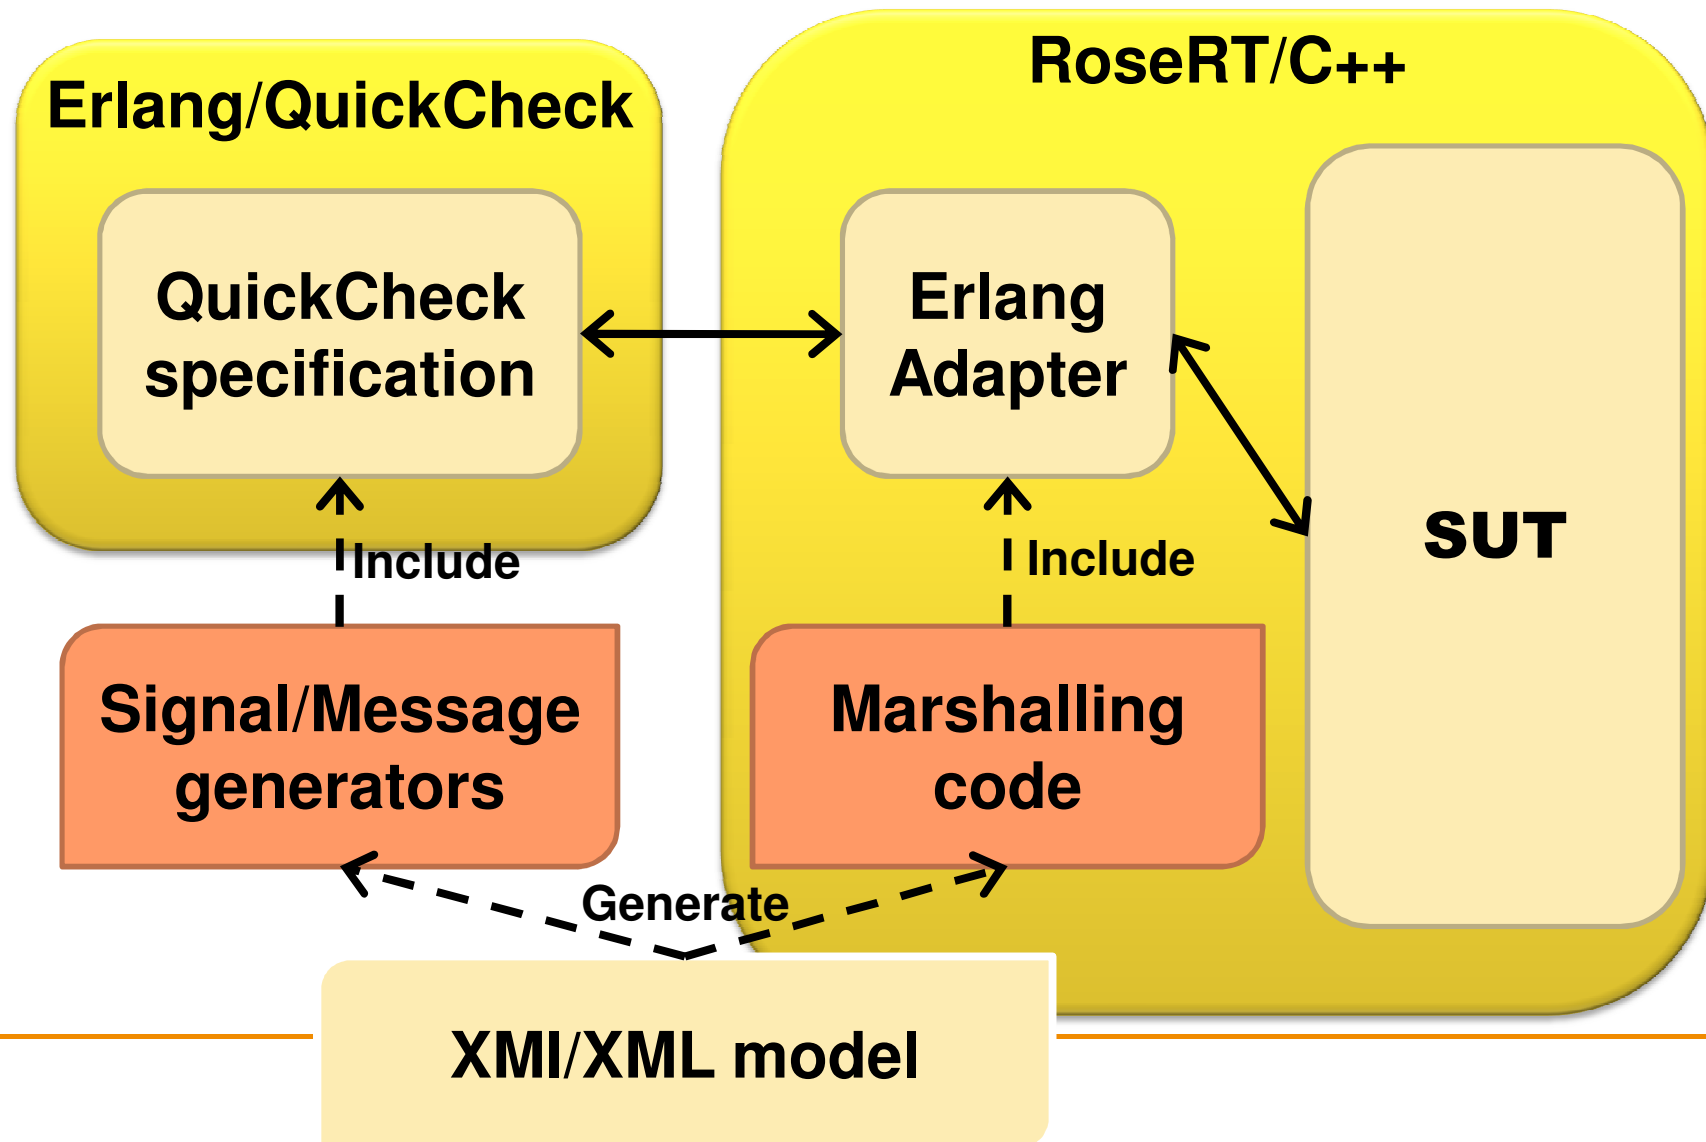 Erlang/QuickCheck
RoseRT/C++
QuickCheck
specification
Erlang
Adapter
SUT
Include
Include
Signal/Message
generators
Marshalling
code
Generate
XMI/XML model